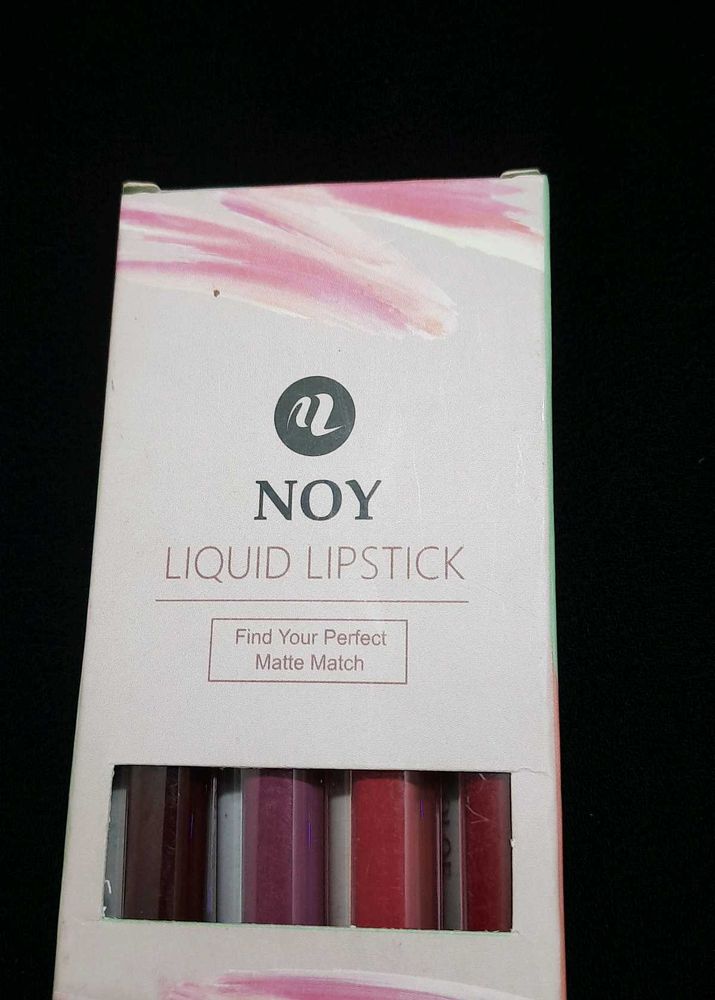 NOY
LIQUID LIPSTICK
Find Your Perfect
Matte Match